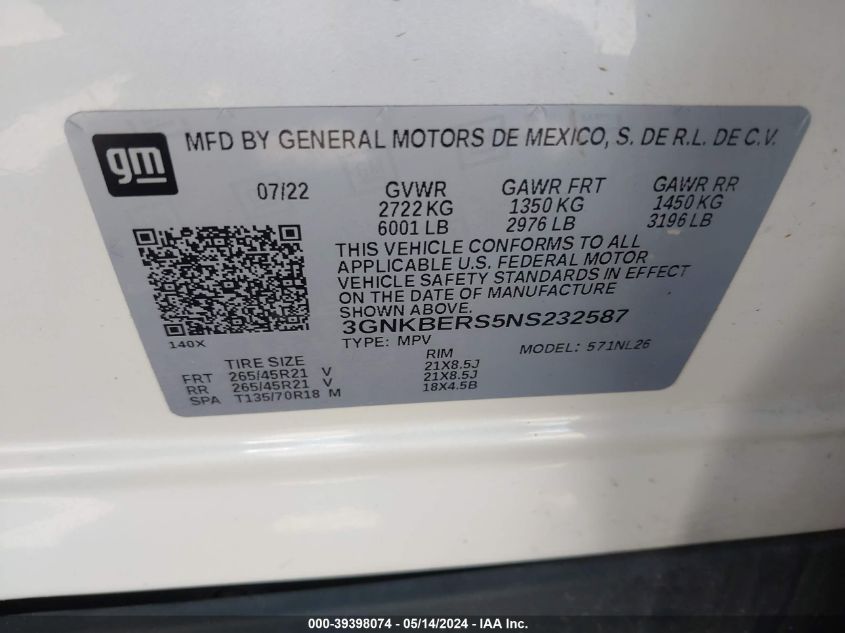 gm
MFD BY GENERAL MOTORS DE MEXICO, S. DE R.L. DE C.V.
07/22 GVWR GAWR FRT GAWR RR
2722 KG 1350 KG 1450 KG
6001 LB 2976 LB 3196 LB
THIS VEHICLE CONFORMS TO ALL
APPLICABLE U.S. FEDERAL MOTOR
VEHICLE SAFETY STANDARDS IN EFFECT
ON THE DATE OF MANUFACTURE
SHOWN ABOVE.
3GNKBERS5NS232587
140X
TYPE: MPV MODEL: 571NL26
TIRE SIZE RIM
FRT 265/45R21 V 21X8.5J
RR 265/45R21 V 21X8.5J
SPA T135/70R18 M 18X4.5B
000-39398074 — 05/14/2024 — IAA Inc.